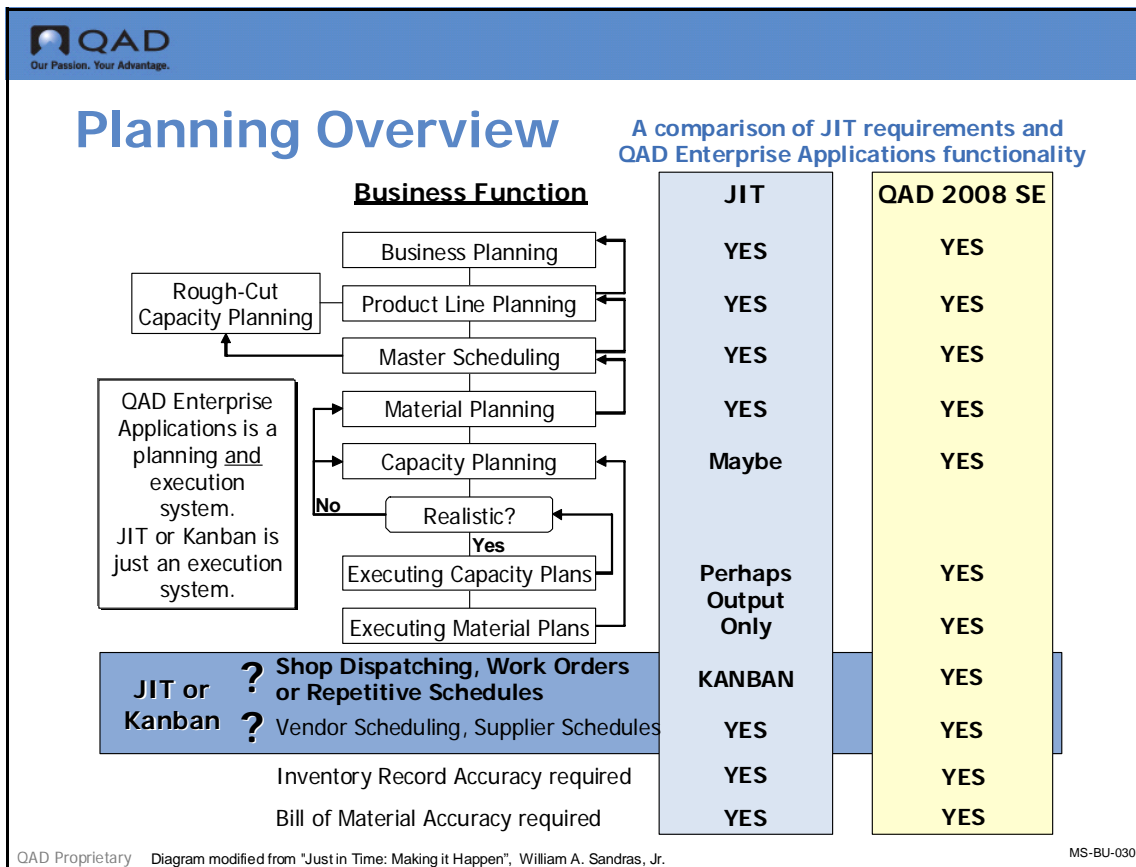 QAD
Our Passion. Your Advantage.
Planning Overview
A comparison of JIT requirements and
QAD Enterprise Applications functionality
Business Function
JIT
QAD 2008 SE
Business Planning
YES
YES
Rough-Cut
Capacity Planning
Product Line Planning
YES
YES
Master Scheduling
YES
YES
QAD Enterprise
Applications is a
planning and
execution
system.
JIT or Kanban is
just an execution
system.
Material Planning
YES
YES
Capacity Planning
Maybe
YES
No
Realistic?
Yes
Executing Capacity Plans
Perhaps
Output
Only
YES
Executing Material Plans
YES
JIT or
Kanban
? Shop Dispatching, Work Orders
or Repetitive Schedules
KANBAN
YES
? Vendor Scheduling, Supplier Schedules
YES
YES
Inventory Record Accuracy required
YES
YES
Bill of Material Accuracy required
YES
YES
QAD Proprietary
Diagram modified from "Just in Time: Making it Happen", William A. Sandras, Jr.
MS-BU-030